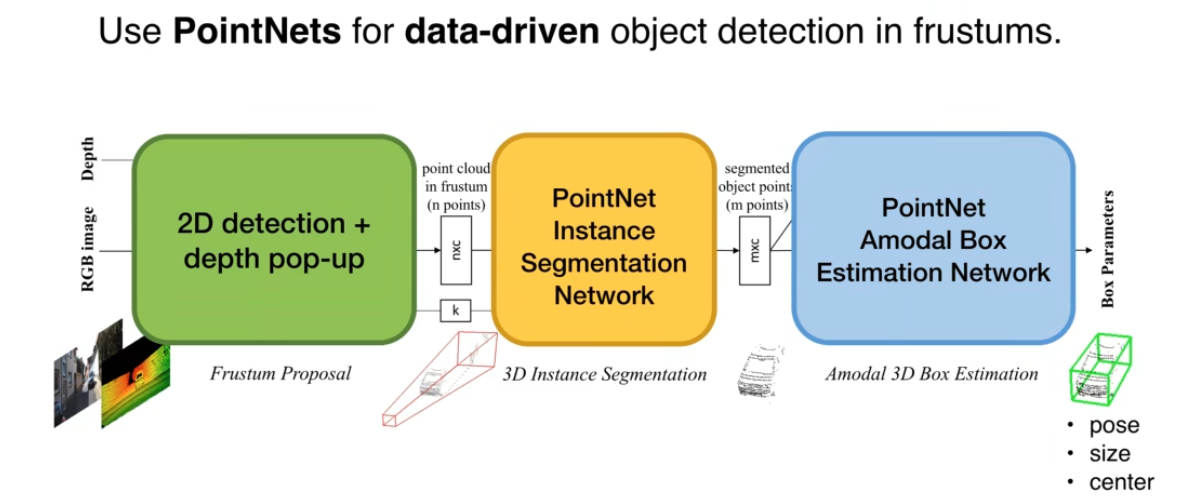 Use PointNets for data-driven object detection in frustums.
Depth
RGB image
2D detection +
depth pop-up
point cloud
in frustum
(n points)
nxc
k
PointNet
Instance
Segmentation
Network
segmented
object point
(m points)
mxc
PointNet
Amodal Box
Estimation Network
Box Parameters
Frustum Proposal
3D Instance Segmentation
Amodal 3D Box Estimation
• pose
• size
• center